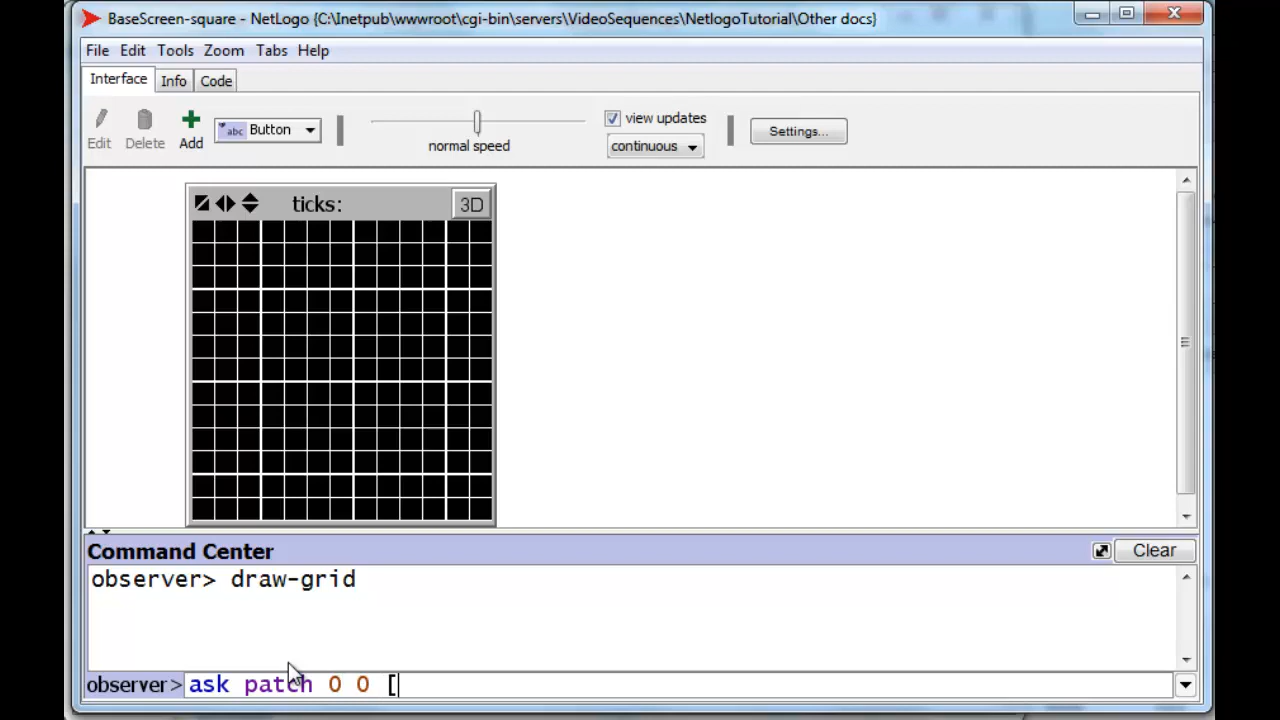 BaseScreen-square - NetLogo {C:\Inetpub\wwwroot\cgi-bin\servers\VideoSequences\NetlogoTutorial\Other docs}
File Edit Tools Zoom Tabs Help
Interface Info Code
Edit Delete Add abc Button normal speed view updates continuous Settings...
ticks: 3D
Command Center Clear
observer> draw-grid
observer> ask patch 0 0 [